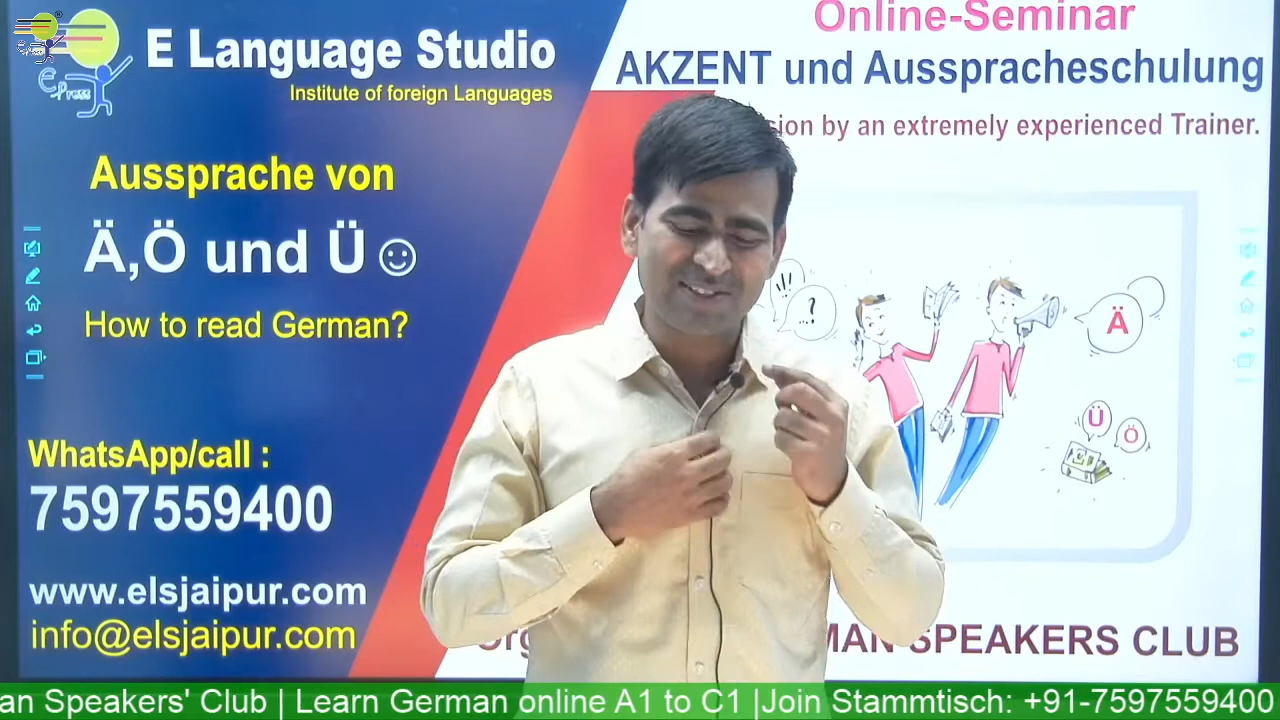 E Language Studio
Institute of foreign Languages
e
Press
Aussprache von
Ä,Ö und Ü☺
How to read German?
WhatsApp/call :
7597559400
www.elsjaipur.com
info@elsjaipur.com
Online-Seminar
AKZENT und Ausspracheschulung
by an extremely experienced Trainer.
...?
Ä
Ü
Ö
SPEAKERS CLUB
Speakers' Club | Learn German online A1 to C1 |Join Stammtisch: +91-7597559400